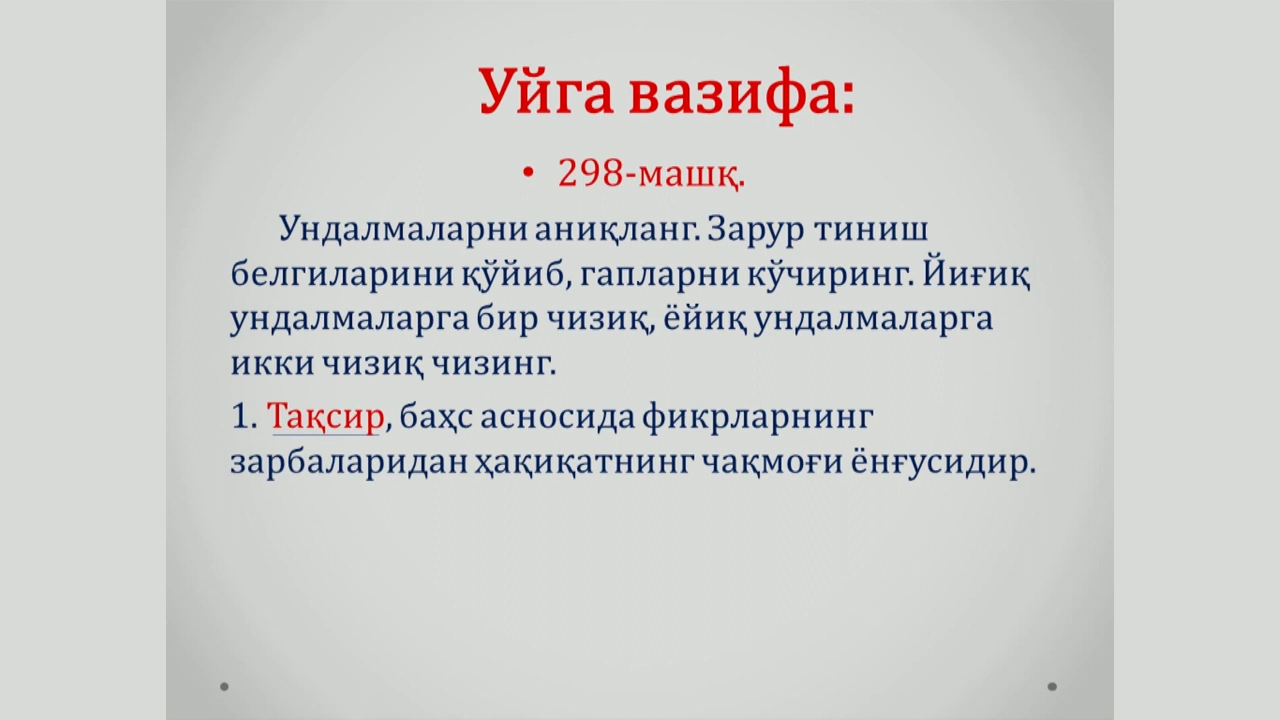 Уйга вазифа:
• 298-машқ.
Ундалмаларни аниқланг. Зарур тиниш
белгиларини қўйиб, гапларни кўчиринг. Йиғиқ
ундалмаларга бир чизиқ, ёйиқ ундалмаларга
икки чизиқ чизинг.
1. Тақсир, баҳс асносида фикрларнинг
зарбаларидан ҳақиқатнинг чақмоғи ёнғусидир.